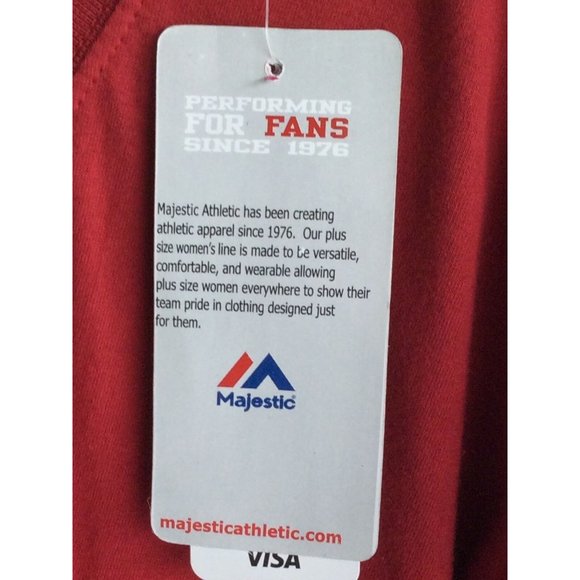 PERFORMING
FOR FANS
SINCE 1976
Majestic Athletic has been creating
athletic apparel since 1976. Our plus
size women's line is made to be versatile,
comfortable, and wearable allowing
plus size women everywhere to show their
team pride in clothing designed just
for them.
Majestic®
majesticathletic.com
VISA